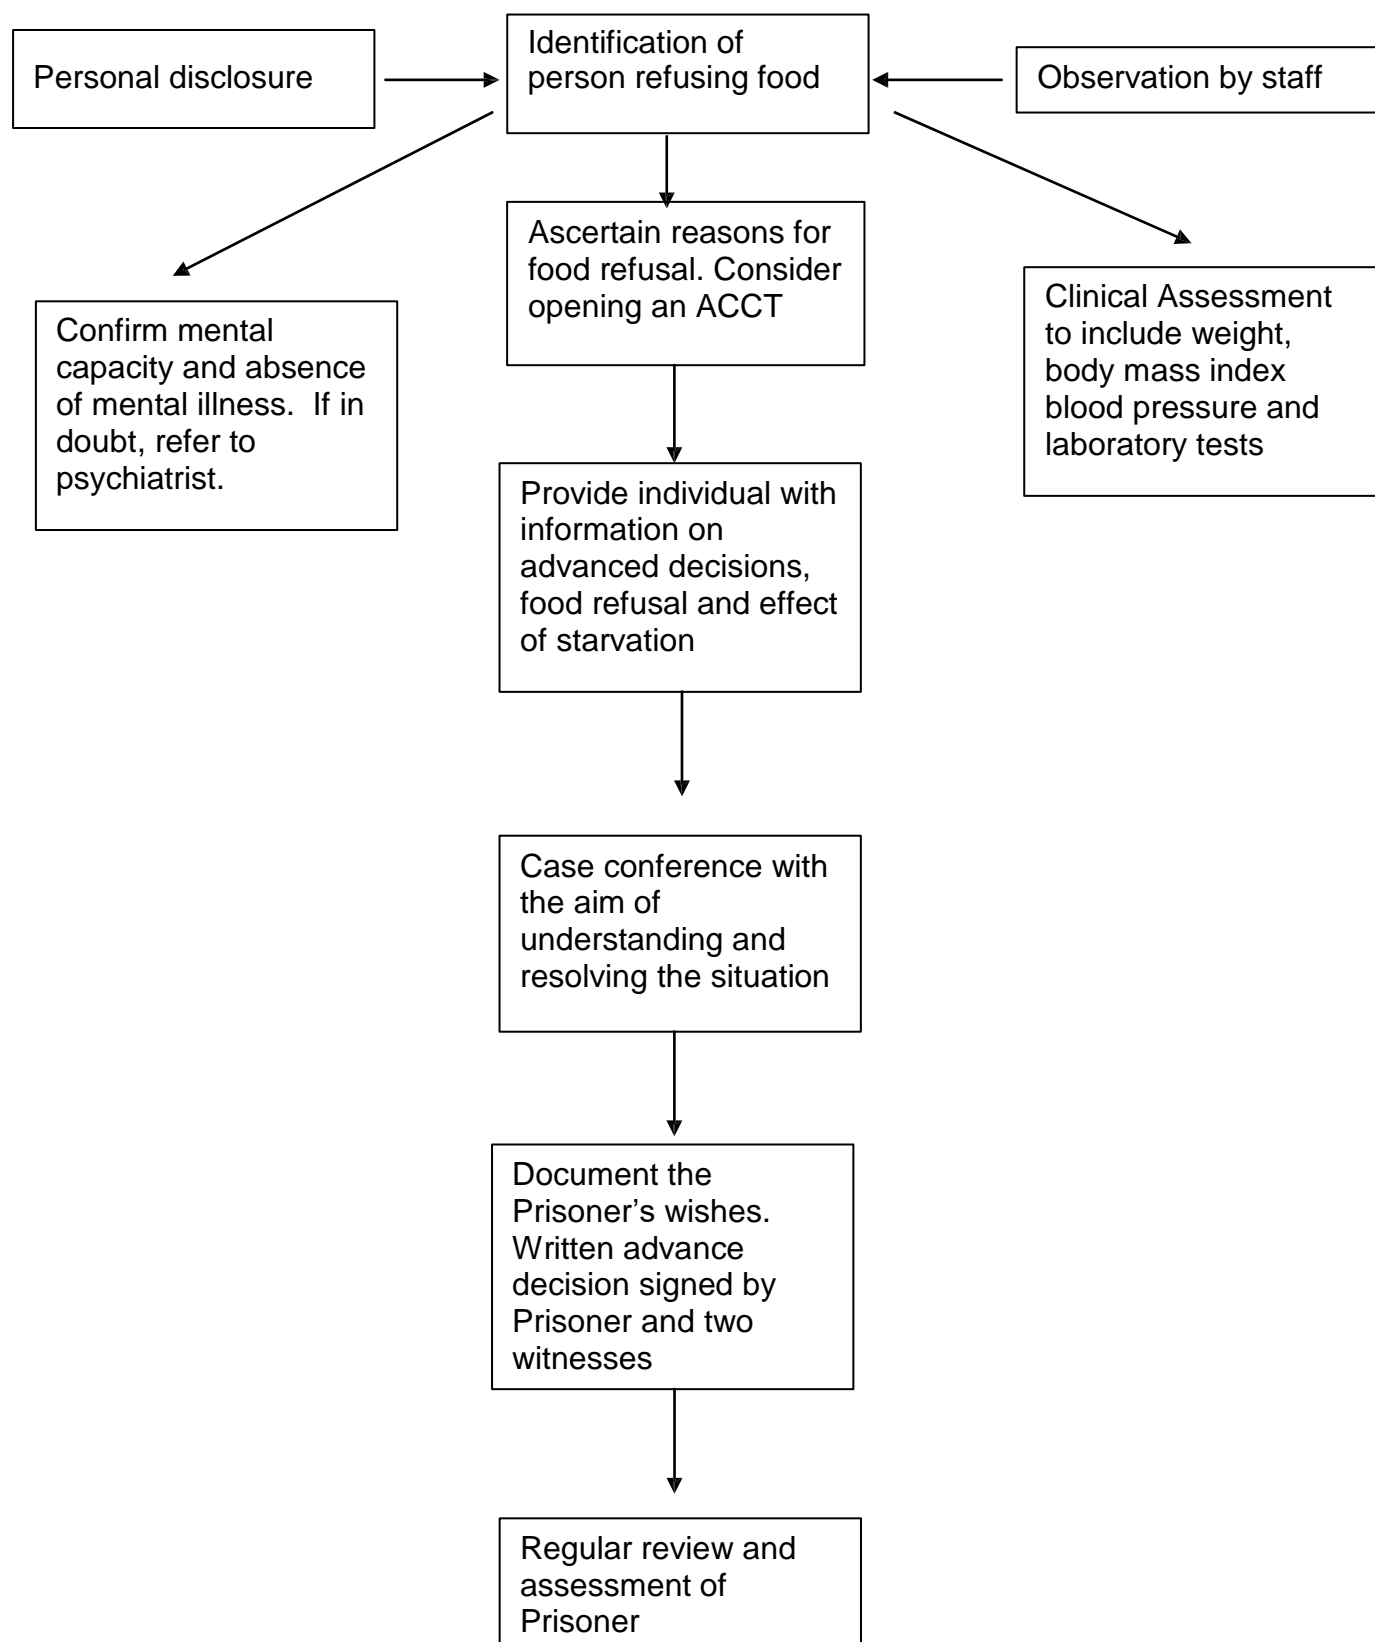 Personal disclosure
Identification of
person refusing food
Observation by staff
Ascertain reasons for
food refusal. Consider
opening an ACCT
Confirm mental
capacity and absence
of mental illness.  If in
doubt, refer to
psychiatrist.
Clinical Assessment
to include weight,
body mass index
blood pressure and
laboratory tests
Provide individual with
information on
advanced decisions,
food refusal and effect
of starvation
Case conference with
the aim of
understanding and
resolving the situation
Document the
Prisoner’s wishes.
Written advance
decision signed by
Prisoner and two
witnesses
Regular review and
assessment of
Prisoner